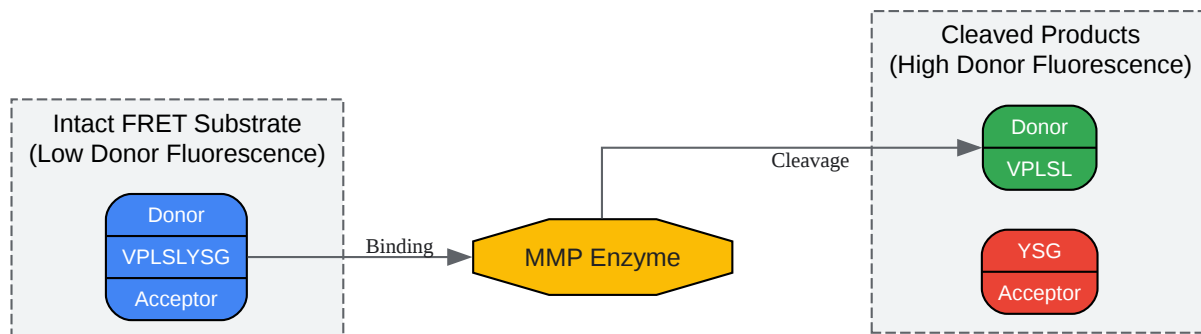 Intact FRET Substrate
(Low Donor Fluorescence)
Donor
VPLSLYSG
Acceptor
Binding
MMP Enzyme
Cleavage
Cleaved Products
(High Donor Fluorescence)
Donor
VPLSL
YSG
Acceptor